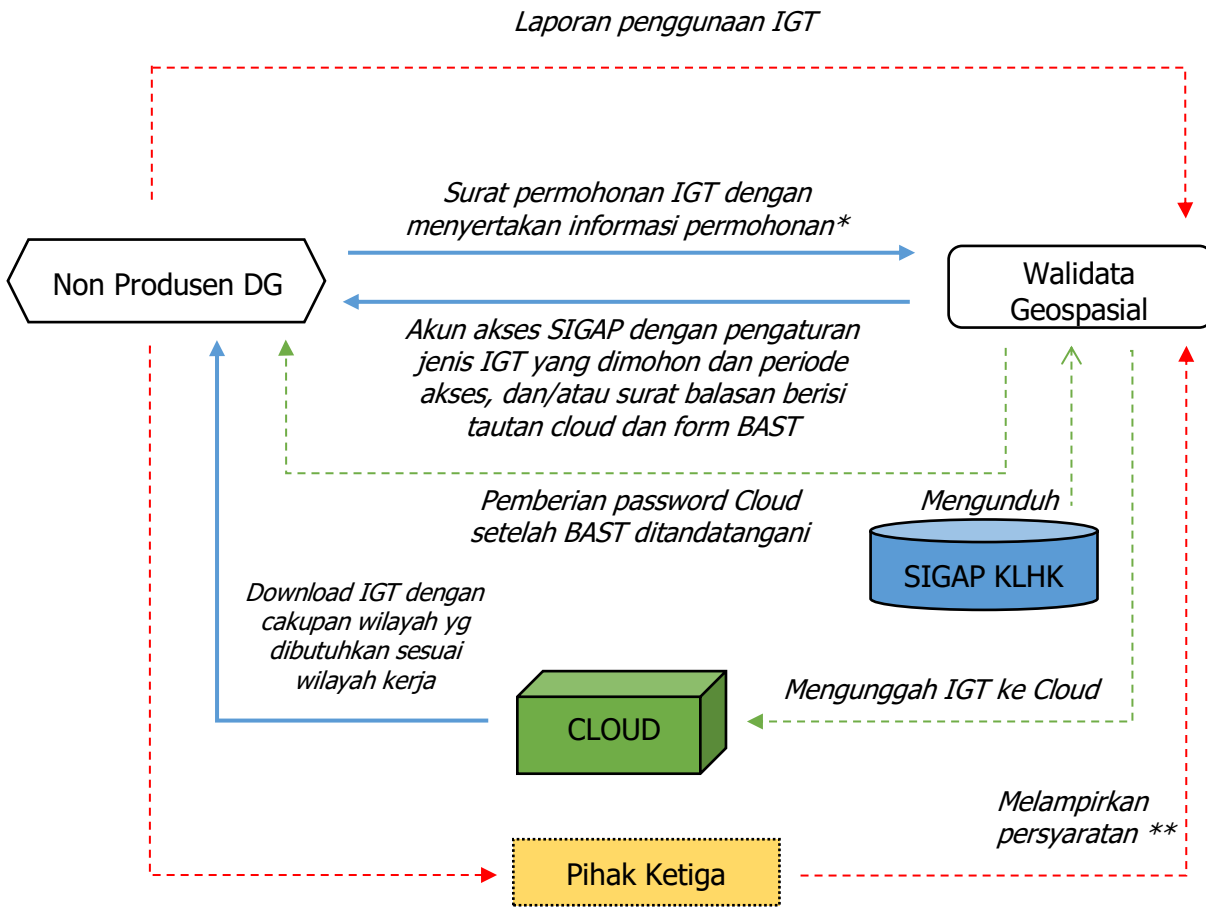 Laporan penggunaan IGT
Surat permohonan IGT dengan
menyertakan informasi permohonan*
Non Produsen DG
Walidata
Geospasial
Akun akses SIGAP dengan pengaturan
jenis IGT yang dimohon dan periode
akses, dan/atau surat balasan berisi
tautan cloud dan form BAST
Pemberian password Cloud
setelah BAST ditandatangani
Mengunduh
SIGAP KLHK
Download IGT dengan
cakupan wilayah yg
dibutuhkan sesuai
wilayah kerja
CLOUD
Mengunggah IGT ke Cloud
Melampirkan
persyaratan **
Pihak Ketiga